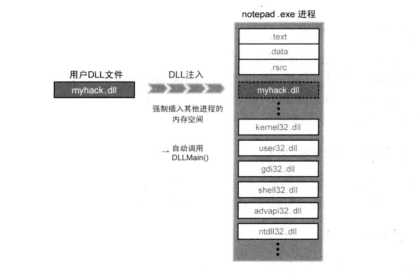 notepad .exe 进程
.text
.data
.rsrc
用户DLL文件
myhack.dll
DLL注入
强制插入其他进程的
内存空间
→ 自动调用
DLLMain()
myhack.dll
kernel32.dll
user32.dll
gdi32.dll
shell32.dll
advapi32.dll
ntdll32.dll